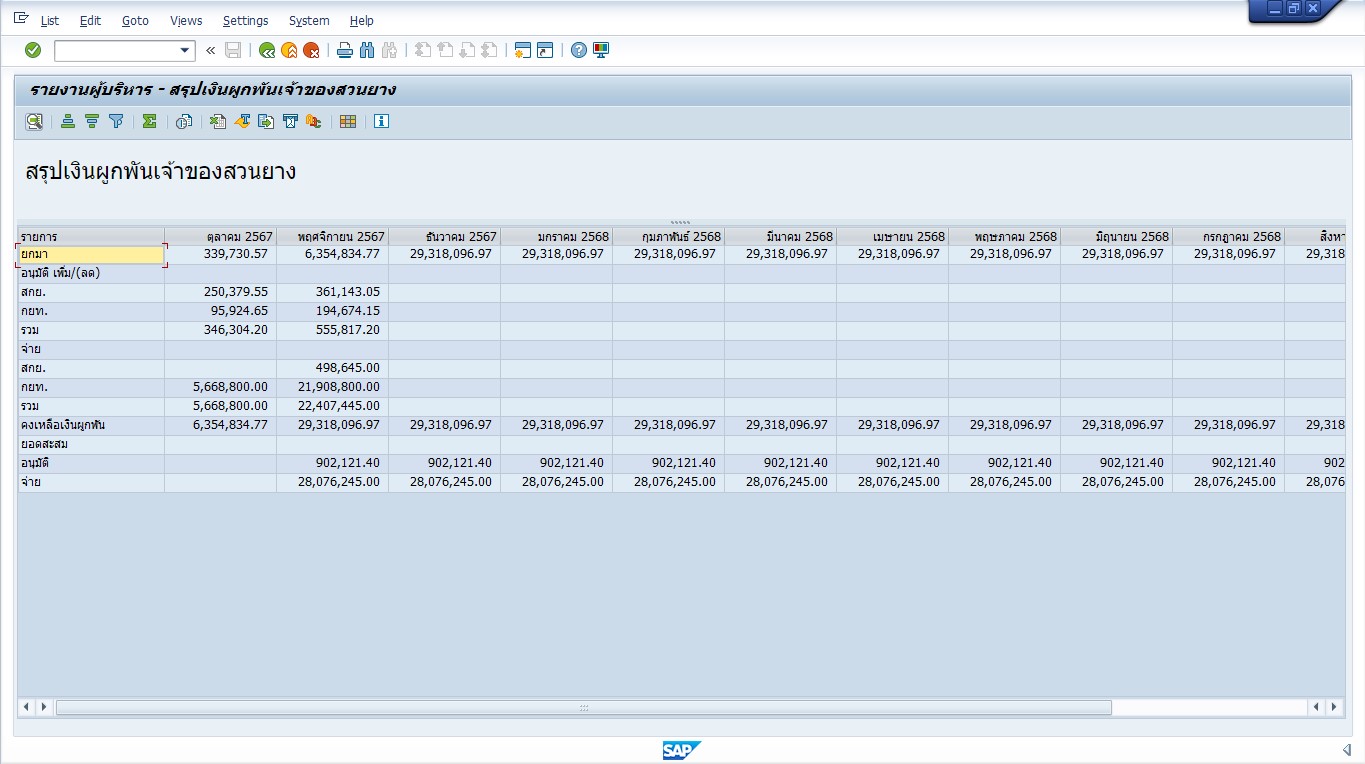 List Edit Goto Views Settings System Help
รายงานผู้บริหาร - สรุปเงินผูกพันเจ้าของสวนยาง
สรุปเงินผูกพันเจ้าของสวนยาง
รายการ ตุลาคม 2567 พฤศจิกายน 2567 ธันวาคม 2567 มกราคม 2568 กุมภาพันธ์ 2568 มีนาคม 2568 เมษายน 2568 พฤษภาคม 2568 มิถุนายน 2568 กรกฎาคม 2568 สิงหา
ยกมา 339,730.57 6,354,834.77 29,318,096.97 29,318,096.97 29,318,096.97 29,318,096.97 29,318,096.97 29,318,096.97 29,318,096.97 29,318,096.97 29,318
อนุมัติ เพิ่ม/(ลด)
สกย. 250,379.55 361,143.05
กยท. 95,924.65 194,674.15
รวม 346,304.20 555,817.20
จ่าย
สกย. 498,645.00
กยท. 5,668,800.00 21,908,800.00
รวม 5,668,800.00 22,407,445.00
คงเหลือเงินผูกพัน 6,354,834.77 29,318,096.97 29,318,096.97 29,318,096.97 29,318,096.97 29,318,096.97 29,318,096.97 29,318,096.97 29,318,096.97 29,318,096.97 29,318
ยอดสะสม
อนุมัติ 902,121.40 902,121.40 902,121.40 902,121.40 902,121.40 902,121.40 902,121.40 902,121.40 902,121.40 902
จ่าย 28,076,245.00 28,076,245.00 28,076,245.00 28,076,245.00 28,076,245.00 28,076,245.00 28,076,245.00 28,076,245.00 28,076,245.00 28,076
SAP